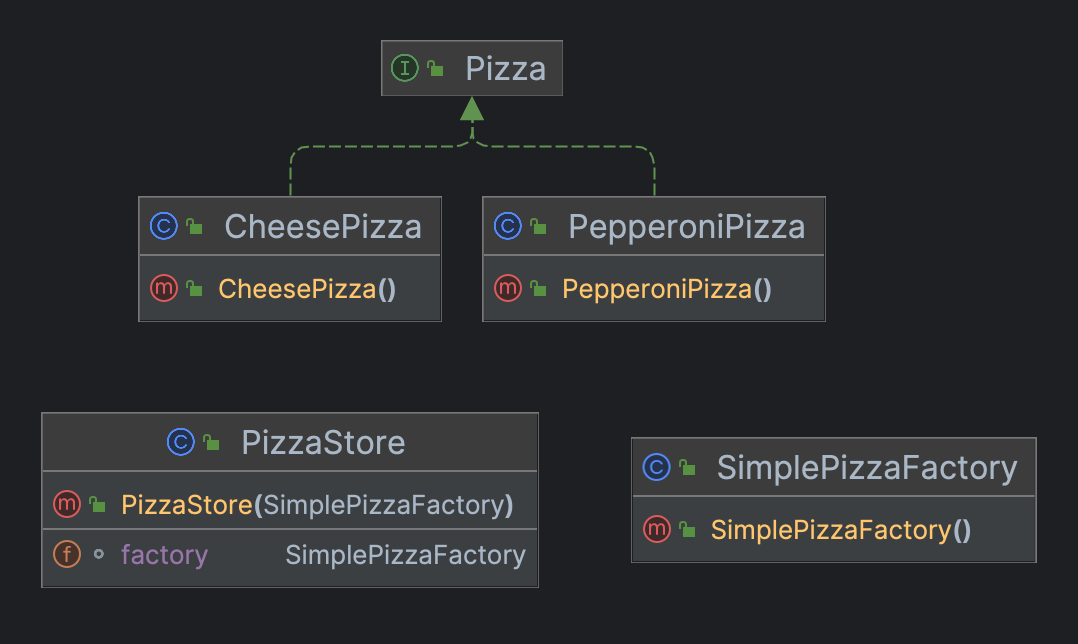 Pizza
CheesePizza
CheesePizza()
PepperoniPizza
PepperoniPizza()
PizzaStore
PizzaStore(SimplePizzaFactory)
factory SimplePizzaFactory
SimplePizzaFactory
SimplePizzaFactory()